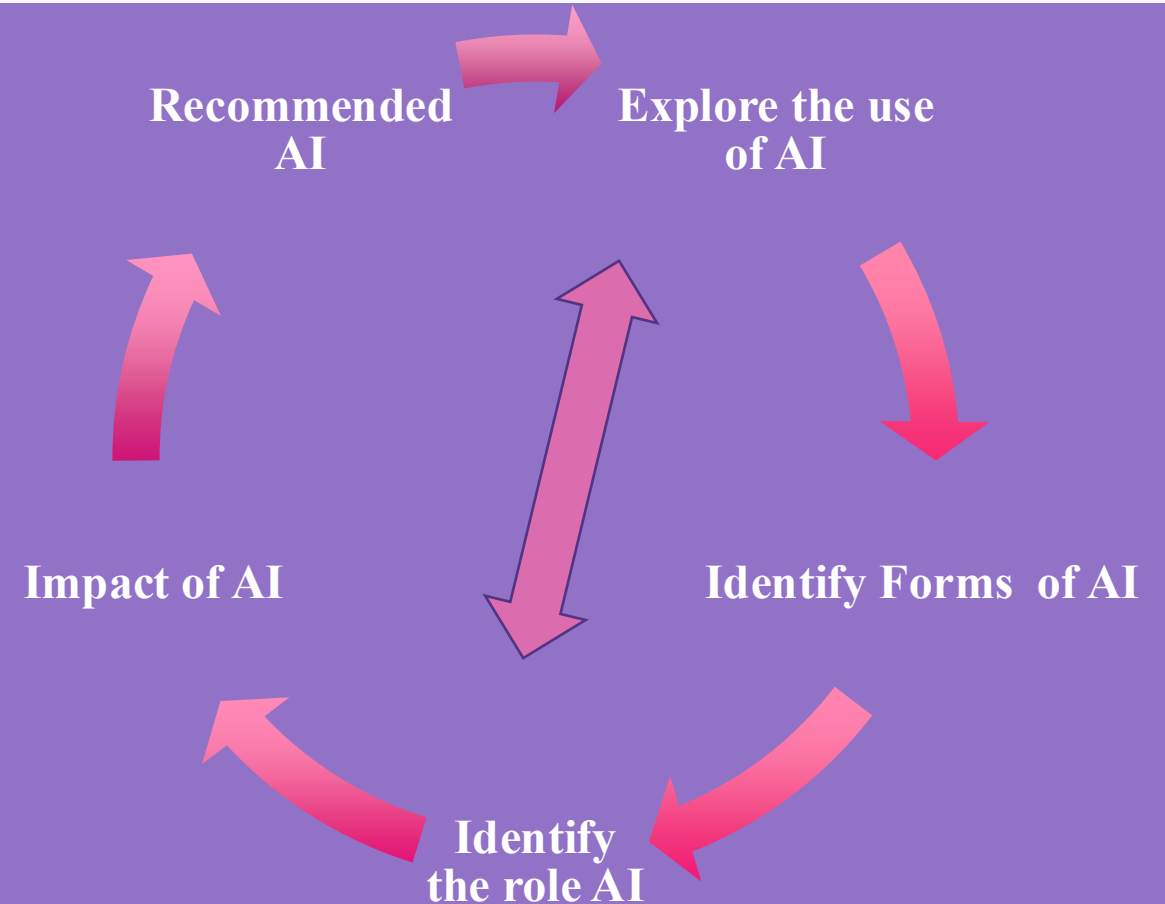 Recommended
AI
Explore the use
of AI
Impact of AI
Identify Forms  of AI
Identify
the role AI